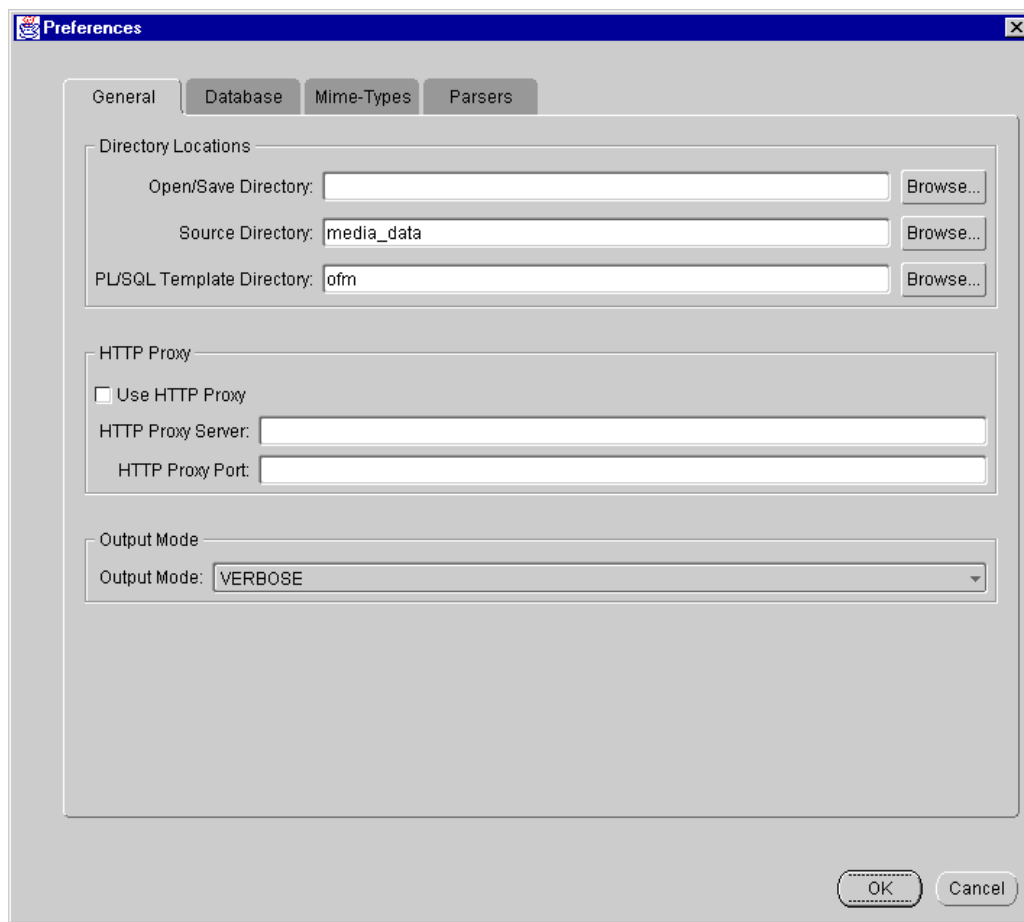 Preferences
General Database Mime-Types Parsers
Directory Locations
Open/Save Directory: Browse...
Source Directory: media_data Browse...
PL/SQL Template Directory: ofm Browse...
HTTP Proxy
Use HTTP Proxy
HTTP Proxy Server:
HTTP Proxy Port:
Output Mode
Output Mode: VERBOSE
OK Cancel